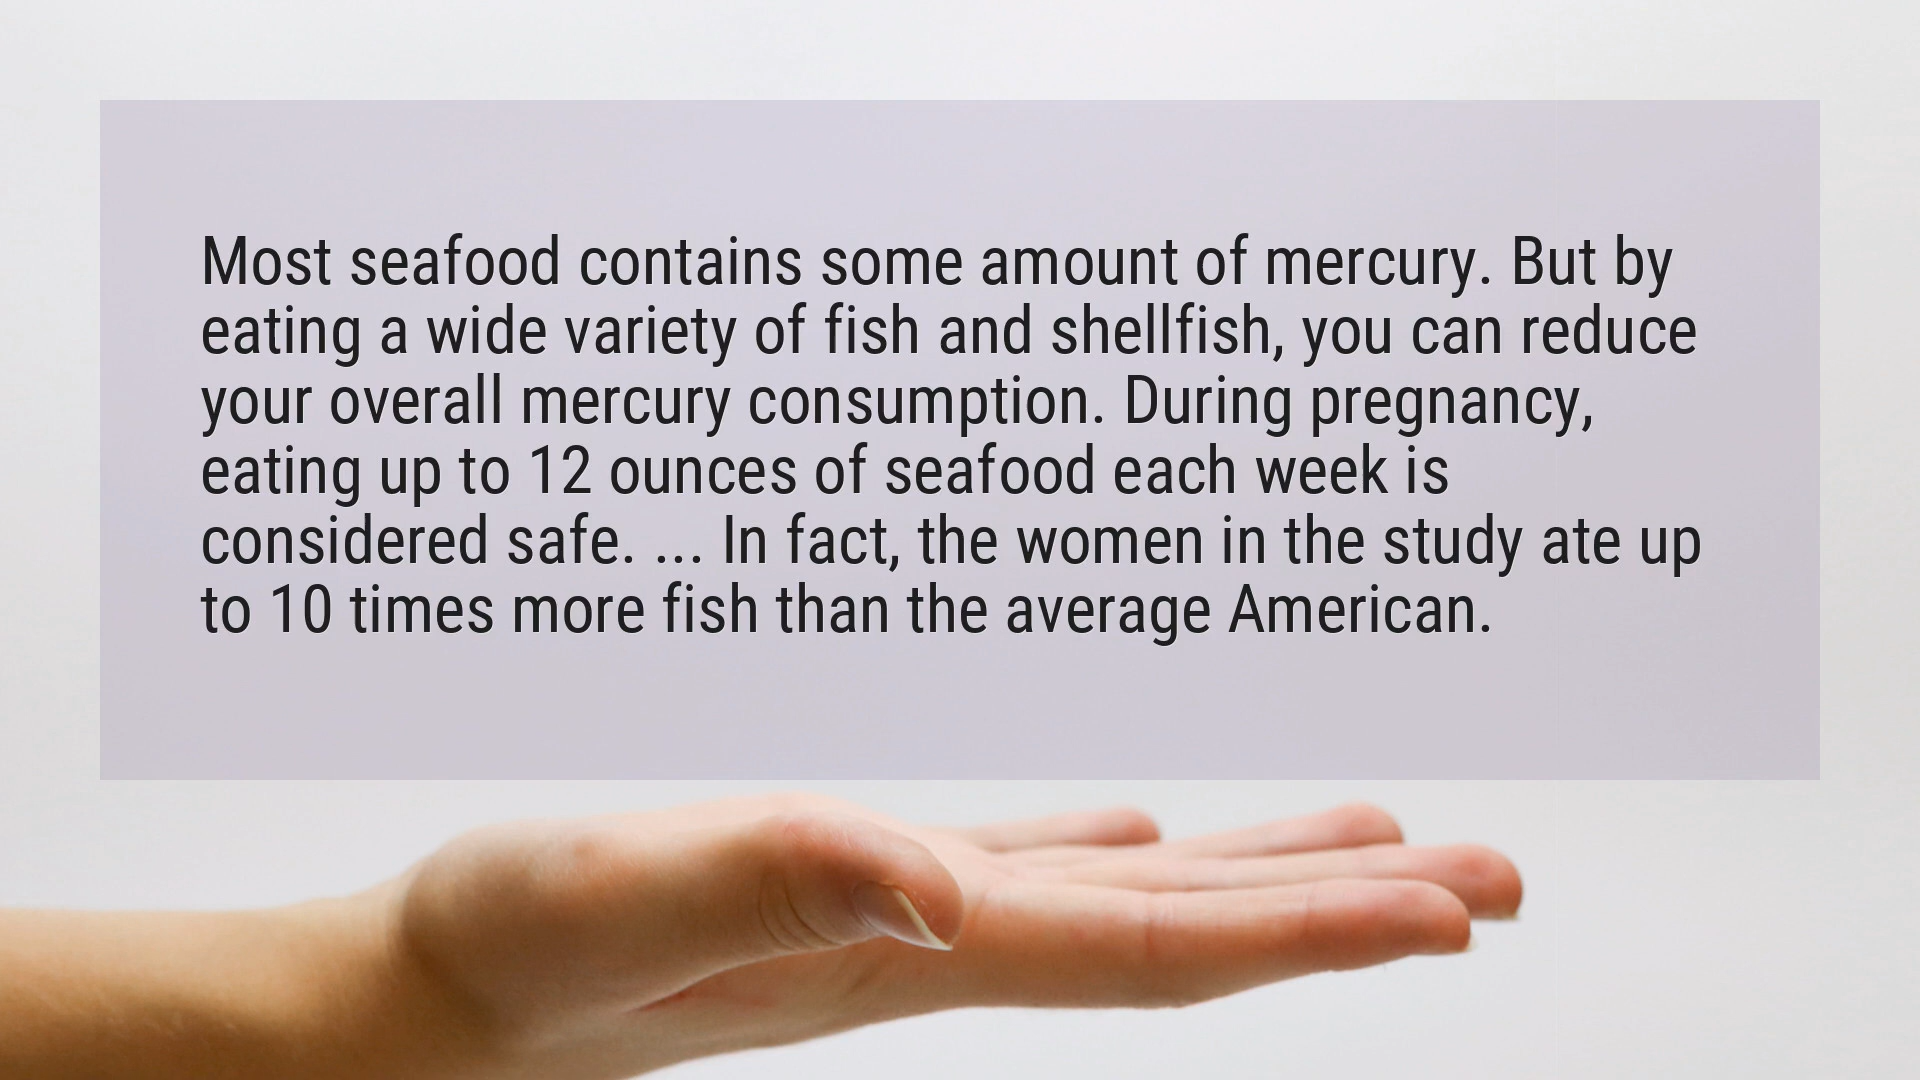 Most seafood contains some amount of mercury. But by
eating a wide variety of fish and shellfish, you can reduce
your overall mercury consumption. During pregnancy,
eating up to 12 ounces of seafood each week is
considered safe. ... In fact, the women in the study ate up
to 10 times more fish than the average American.